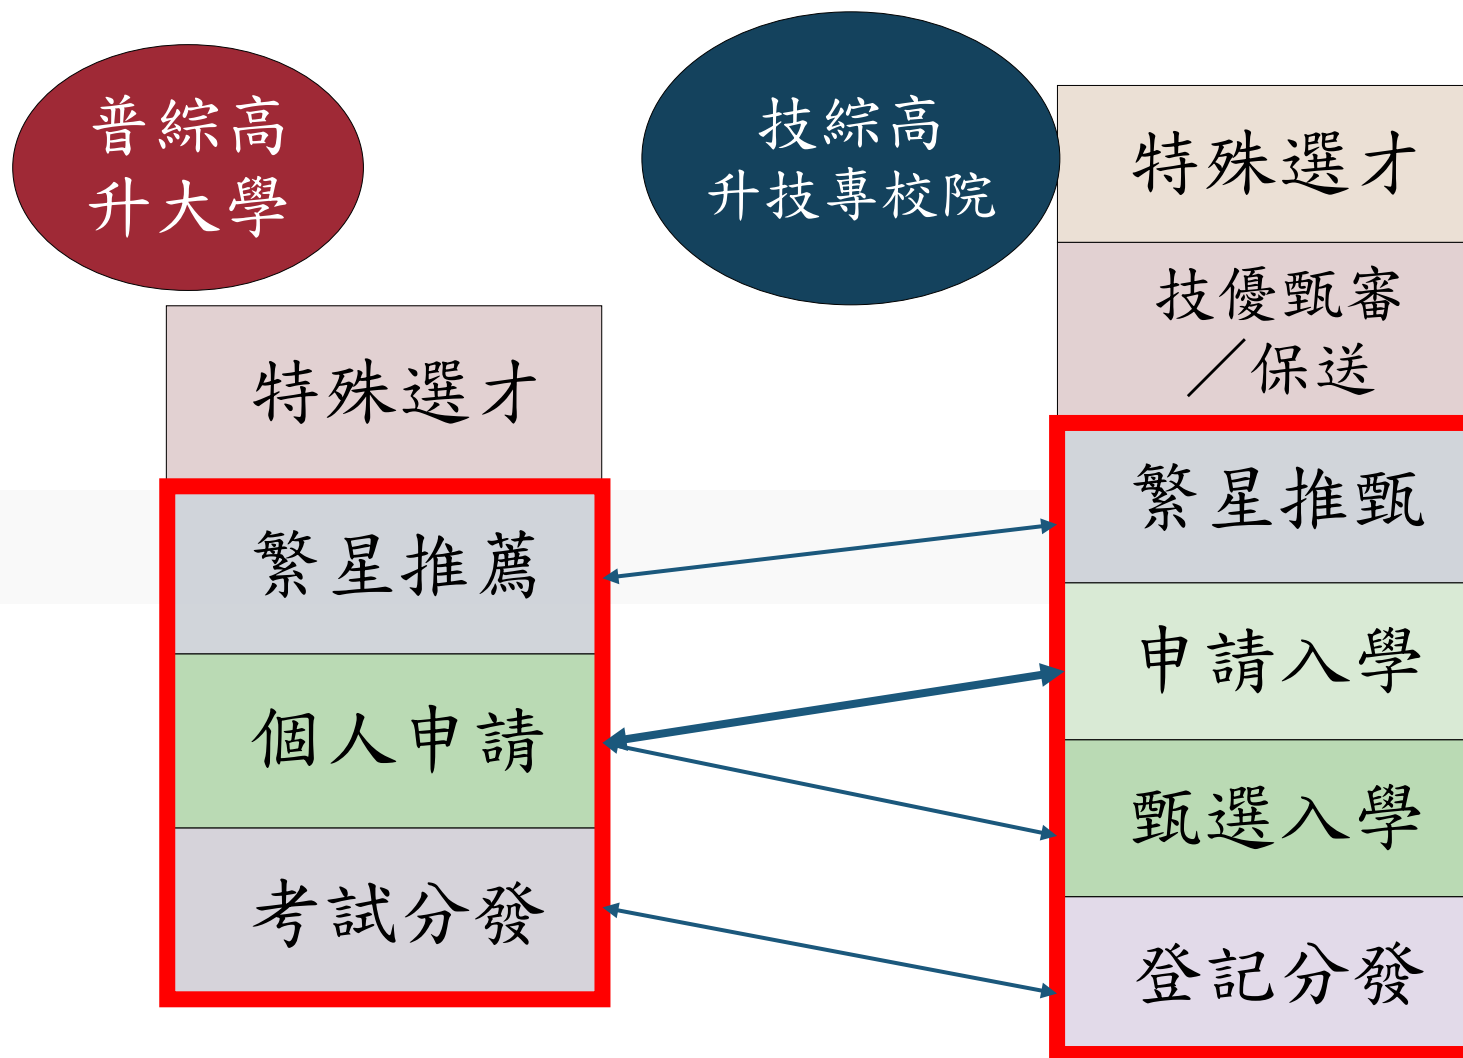 普綜高
升大學
特殊選才
繁星推薦
個人申請
考試分發
技綜高
升技專校院
特殊選才
技優甄審
／保送
繁星推甄
申請入學
甄選入學
登記分發